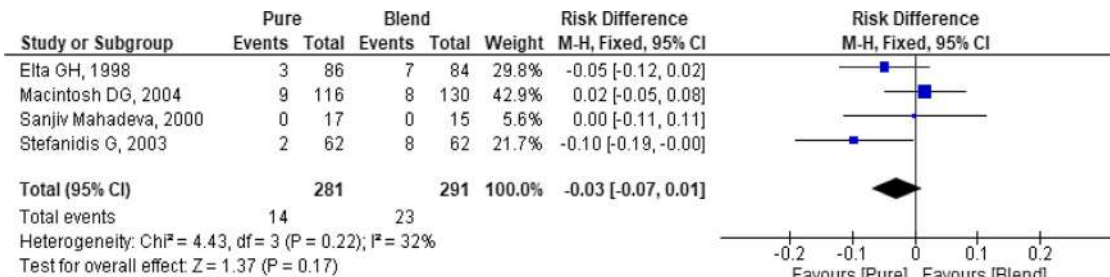 Pure Blend Risk Difference Risk Difference
Study or Subgroup Events Total Events Total Weight M-H, Fixed, 95% CI M-H, Fixed, 95% CI
Elta GH, 1998 3 86 7 84 29.8% -0.05 [-0.12, 0.02]
Macintosh DG, 2004 9 116 8 130 42.9% 0.02 [-0.05, 0.08]
Sanjiv Mahadeva, 2000 0 17 0 15 5.6% 0.00 [-0.11, 0.11]
Stefanidis G, 2003 2 62 8 62 21.7% -0.10 [-0.19, -0.00]
Total (95% CI) 281 291 100.0% -0.03 [-0.07, 0.01]
Total events 14 23
Heterogeneity: Chi² = 4.43, df = 3 (P = 0.22); I² = 32%
Test for overall effect: Z = 1.37 (P = 0.17)
-0.2 -0.1 0 0.1 0.2
Favours [Pure] Favours [Blend]